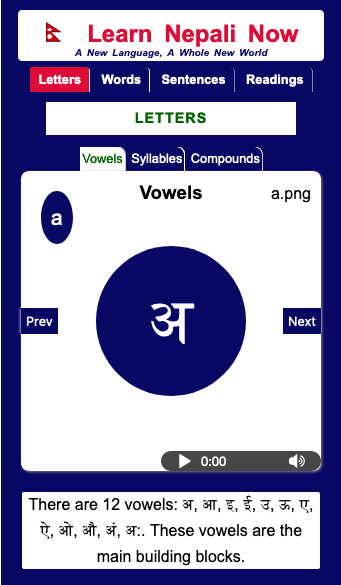 Learn Nepali Now
A New Language, A Whole New World
Letters Words Sentences Readings
LETTERS
Vowels Syllables Compounds
Vowels a.png
a
अ
Prev Next
0:00
There are 12 vowels: अ, आ, इ, ई, उ, ऊ, ए,
ऐ, ओ, औ, अं, अ:. These vowels are the
main building blocks.